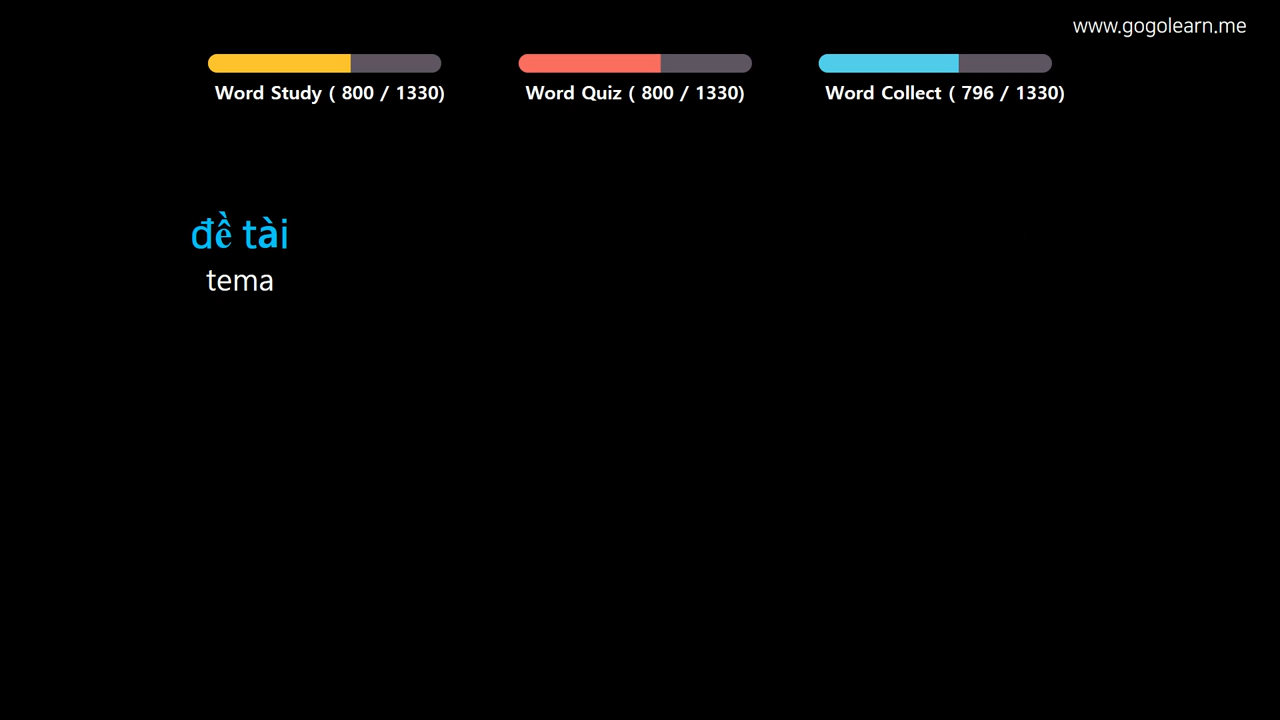 www.gogolearn.me
Word Study ( 800 / 1330)
Word Quiz ( 800 / 1330)
Word Collect ( 796 / 1330)
đề tài
tema